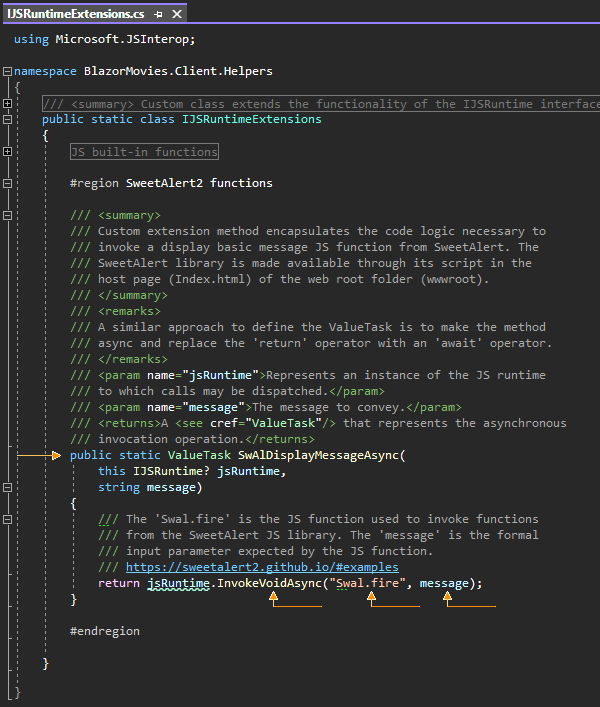 IJSRuntimeExtensions.cs
using Microsoft.JSInterop;
namespace BlazorMovies.Client.Helpers
{
/// <summary> Custom class extends the functionality of the IJSRuntime interface
public static class IJSRuntimeExtensions
{
JS built-in functions
#region SweetAlert2 functions
/// <summary>
/// Custom extension method encapsulates the code logic necessary to
/// invoke a display basic message JS function from SweetAlert. The
/// SweetAlert library is made available through its script in the
/// host page (Index.html) of the web root folder (wwwroot).
/// </summary>
/// <remarks>
/// A similar approach to define the ValueTask is to make the method
/// async and replace the 'return' operator with an 'await' operator.
/// </remarks>
/// <param name="jsRuntime">Represents an instance of the JS runtime
/// to which calls may be dispatched.</param>
/// <param name="message">The message to convey.</param>
/// <returns>A <see cref="ValueTask"/> that represents the asynchronous
/// invocation operation.</returns>
public static ValueTask SwAlDisplayMessageAsync(
this IJSRuntime? jsRuntime,
string message)
{
/// The 'Swal.fire' is the JS function used to invoke functions
/// from the SweetAlert JS library. The 'message' is the formal
/// input parameter expected by the JS function.
/// https://sweetalert2.github.io/#examples
return jsRuntime.InvokeVoidAsync("Swal.fire", message);
}
#endregion
}
}